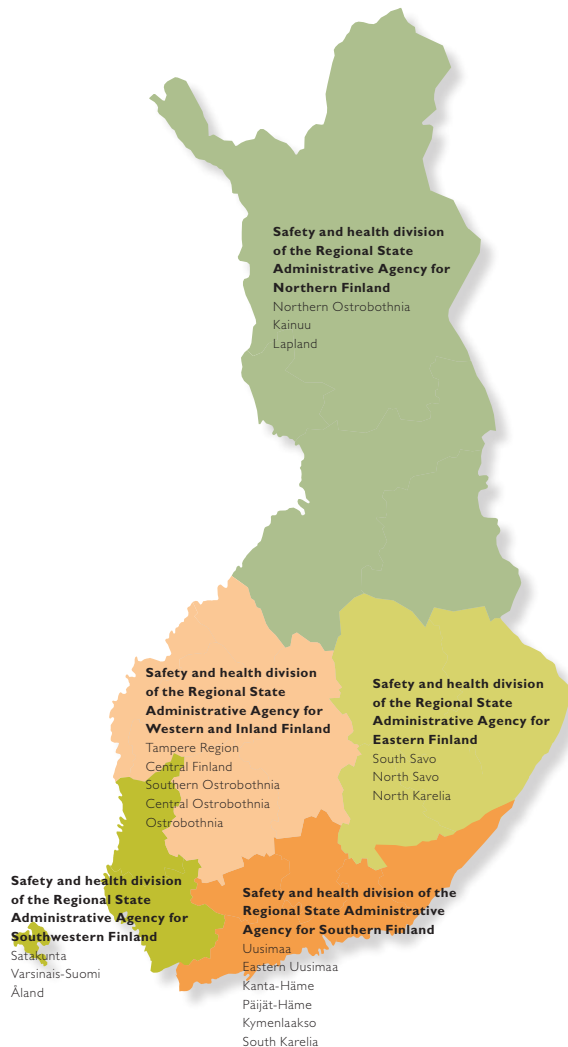 Safety and health division
of the Regional State
Administrative Agency for
Northern Finland
Northern Ostrobothnia
Kainuu
Lapland
Safety and health division
of the Regional State
Administrative Agency for
Western and Inland Finland
Tampere Region
Central Finland
Southern Ostrobothnia
Central Ostrobothnia
Ostrobothnia
Safety and health division
of the Regional State
Administrative Agency for
Eastern Finland
South Savo
North Savo
North Karelia
Safety and health division
of the Regional State
Administrative Agency for
Southwestern Finland
Satakunta
Varsinais-Suomi
Åland
Safety and health division of the
Regional State Administrative
Agency for Southern Finland
Uusimaa
Eastern Uusimaa
Kanta-Häme
Päijät-Häme
Kymenlaakso
South Karelia